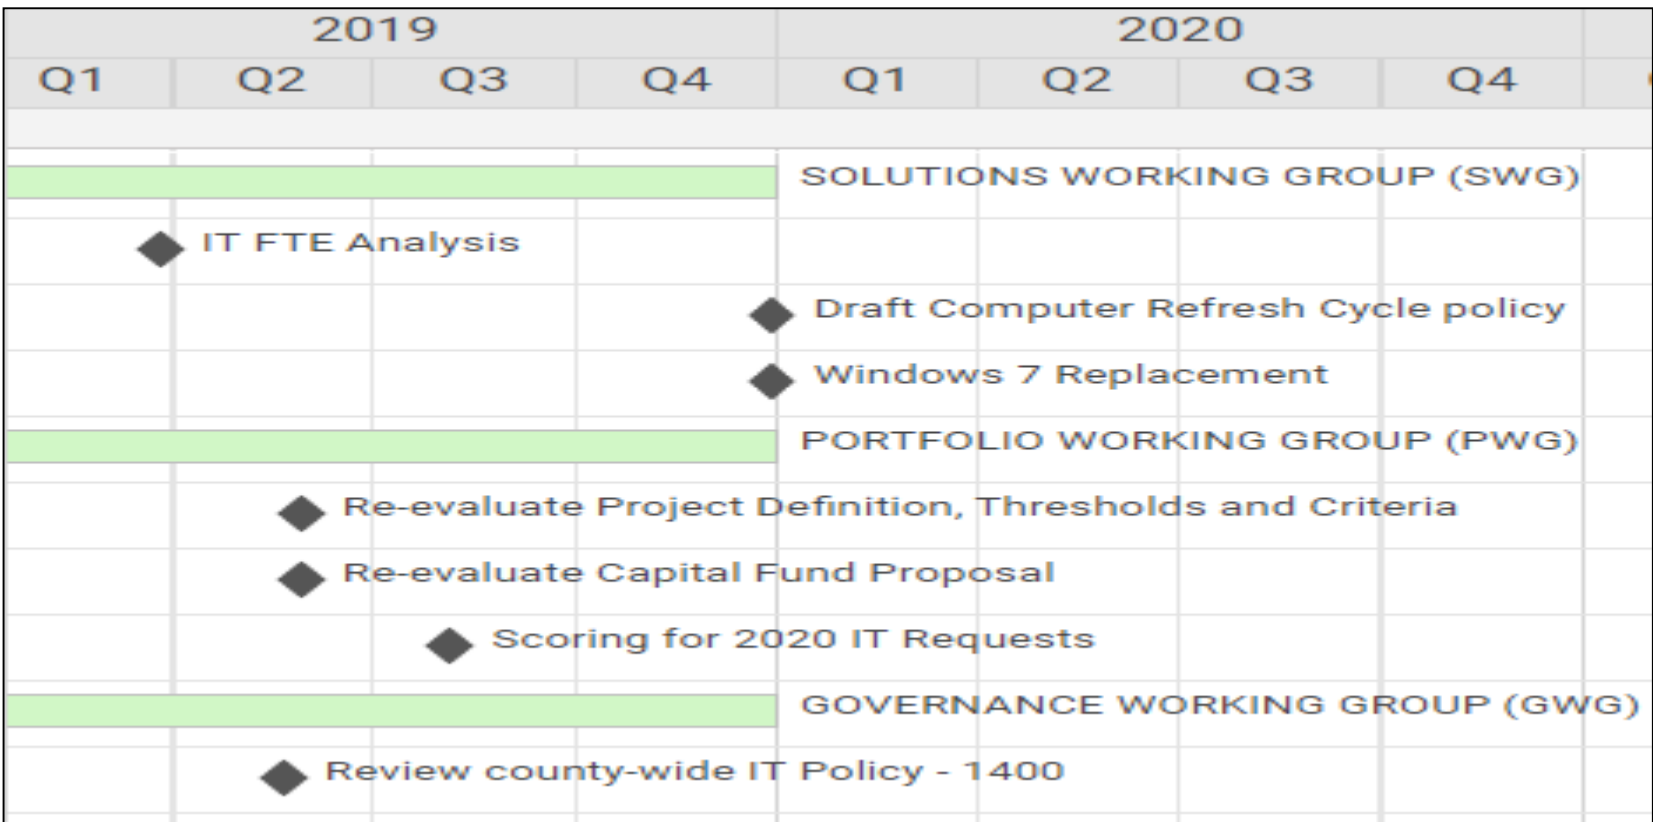 2019 2020
Q1 Q2 Q3 Q4 Q1 Q2 Q3 Q4
SOLUTIONS WORKING GROUP (SWG)
IT FTE Analysis
Draft Computer Refresh Cycle policy
Windows 7 Replacement
PORTFOLIO WORKING GROUP (PWG)
Re-evaluate Project Definition, Thresholds and Criteria
Re-evaluate Capital Fund Proposal
Scoring for 2020 IT Requests
GOVERNANCE WORKING GROUP (GWG)
Review county-wide IT Policy - 1400